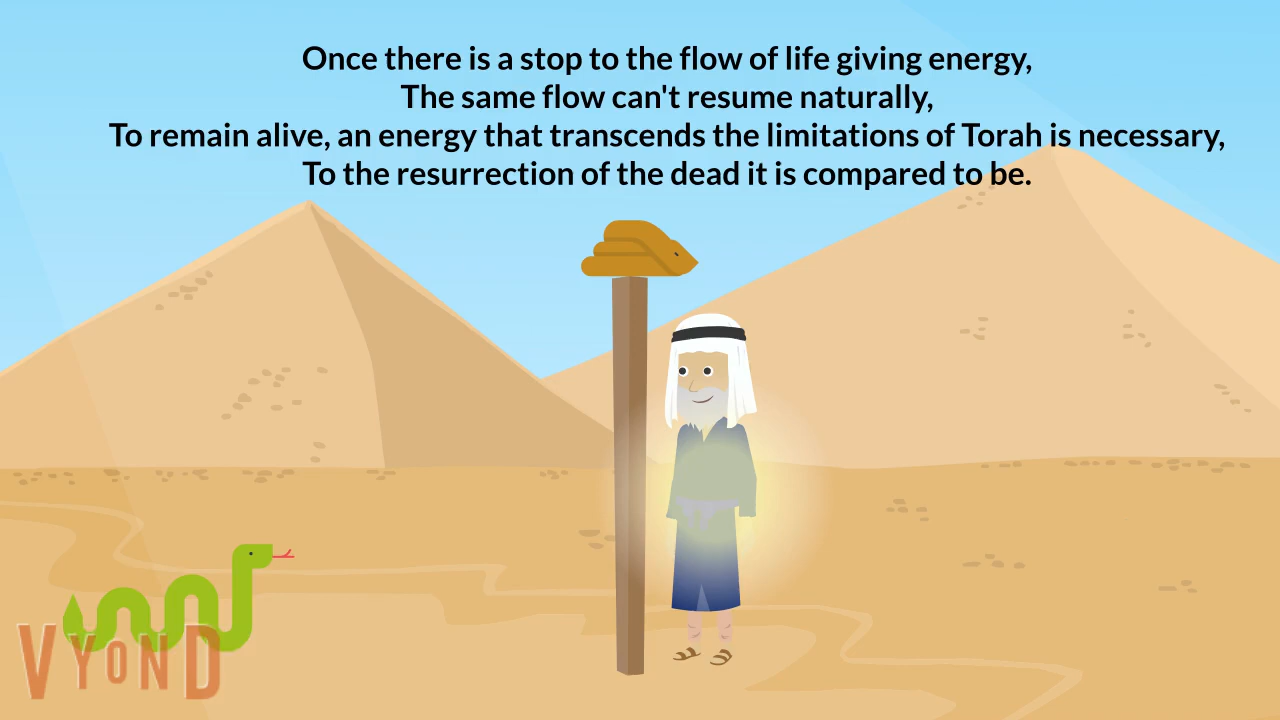 Once there is a stop to the flow of life giving energy,
The same flow can't resume naturally,
To remain alive, an energy that transcends the limitations of Torah is necessary,
To the resurrection of the dead it is compared to be.
VYOND